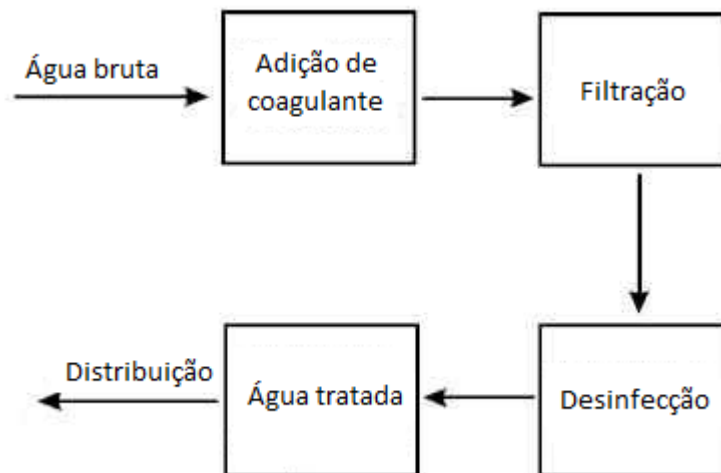 Água bruta
Adição de
coagulante
Filtração
Desinfecção
Água tratada
Distribuição